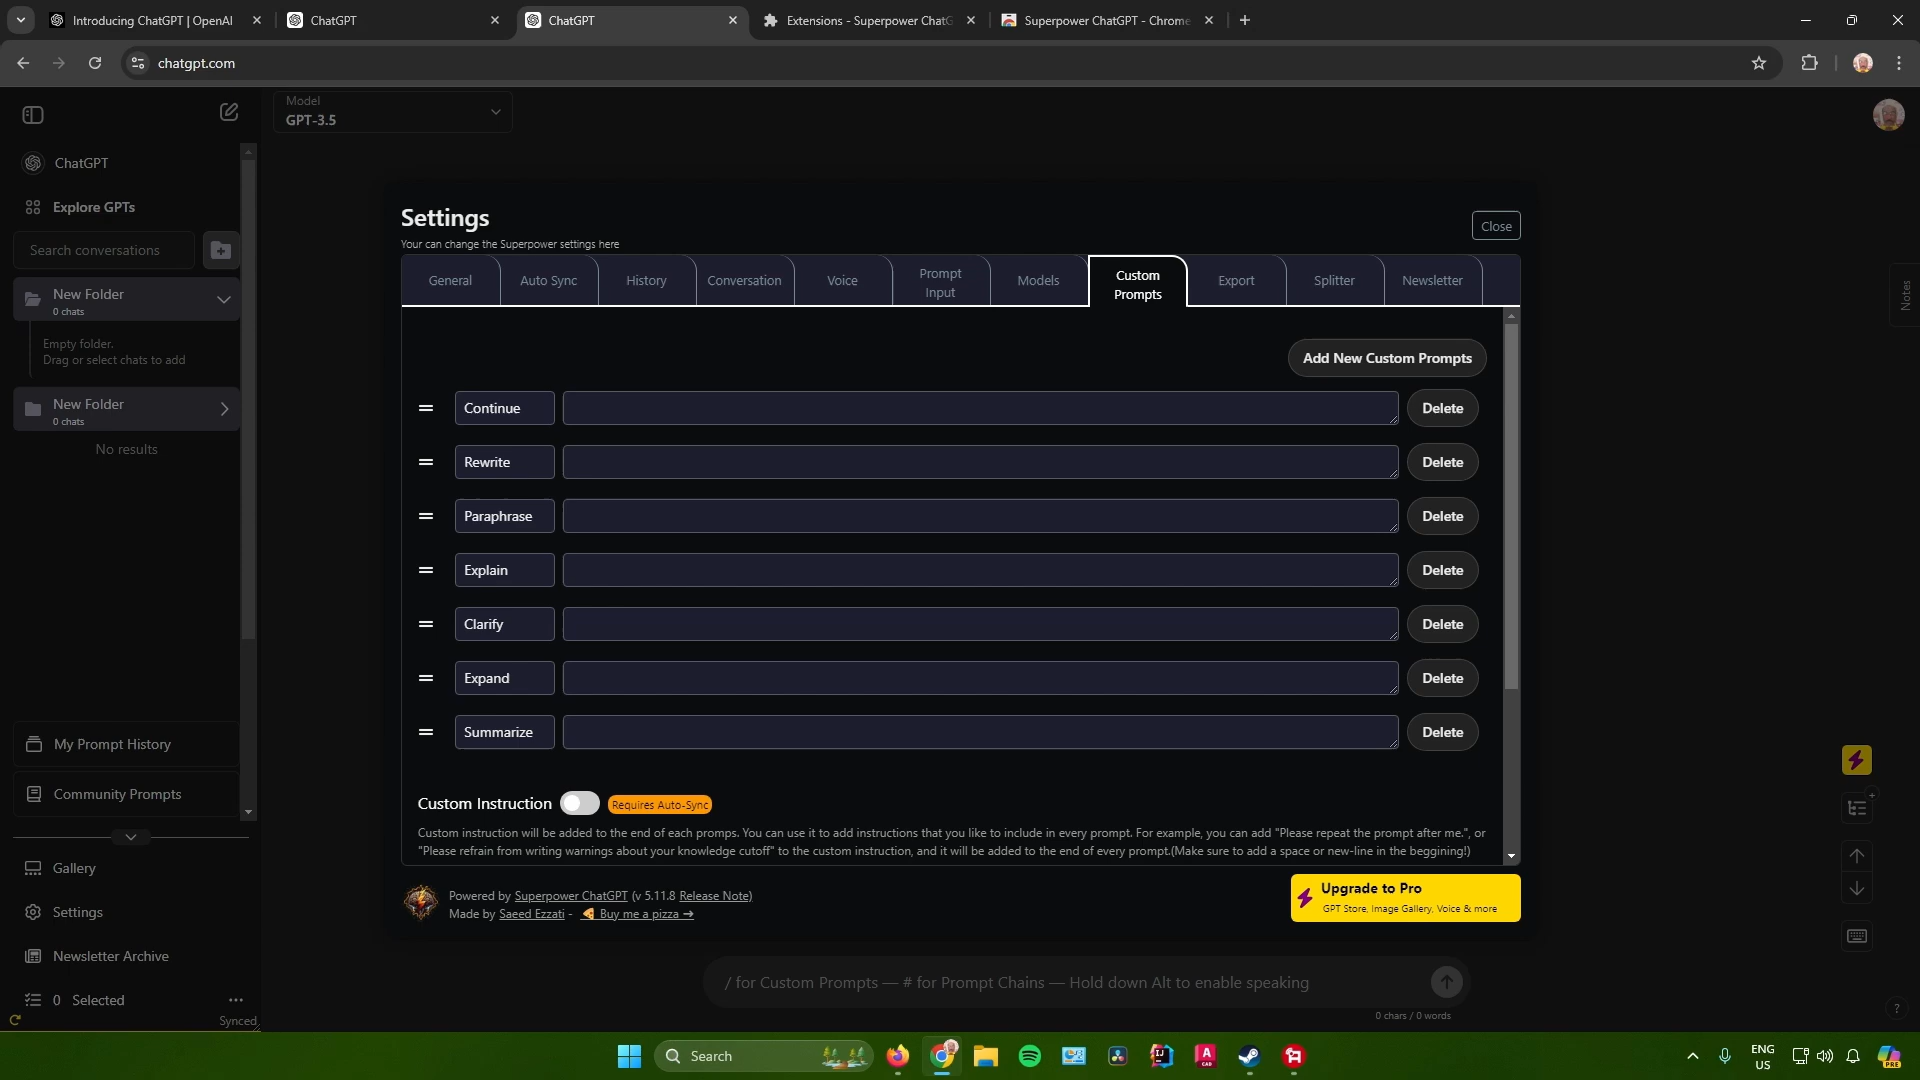 Introducing ChatGPT | OpenAI
ChatGPT
ChatGPT
Extensions - Superpower ChatG
Superpower ChatGPT - Chrome
chatgpt.com
Model
GPT-3.5
ChatGPT
Explore GPTs
Search conversations
New Folder
0 chats
Empty folder.
Drag or select chats to add
New Folder
0 chats
No results
My Prompt History
Community Prompts
Gallery
Settings
Newsletter Archive
0 Selected
Synced
Settings
Your can change the Superpower settings here
Close
General
Auto Sync
History
Conversation
Voice
Prompt
Input
Models
Custom
Prompts
Export
Splitter
Newsletter
Add New Custom Prompts
Continue
Delete
Rewrite
Delete
Paraphrase
Delete
Explain
Delete
Clarify
Delete
Expand
Delete
Summarize
Delete
Custom Instruction
Requires Auto-Sync
Custom instruction will be added to the end of each promps. You can use it to add instructions that you like to include in every prompt. For example, you can add "Please repeat the prompt after me.", or
"Please refrain from writing warnings about your knowledge cutoff" to the custom instruction, and it will be added to the end of every prompt.(Make sure to add a space or new-line in the beggining!)
Powered by Superpower ChatGPT (v 5.11.8 Release Note)
Made by Saeed Ezzati - 🍕 Buy me a pizza ➜
Upgrade to Pro
GPT Store, Image Gallery, Voice & more
Notes
/ for Custom Prompts — # for Prompt Chains — Hold down Alt to enable speaking
0 chars / 0 words
?
Search
ENG
US